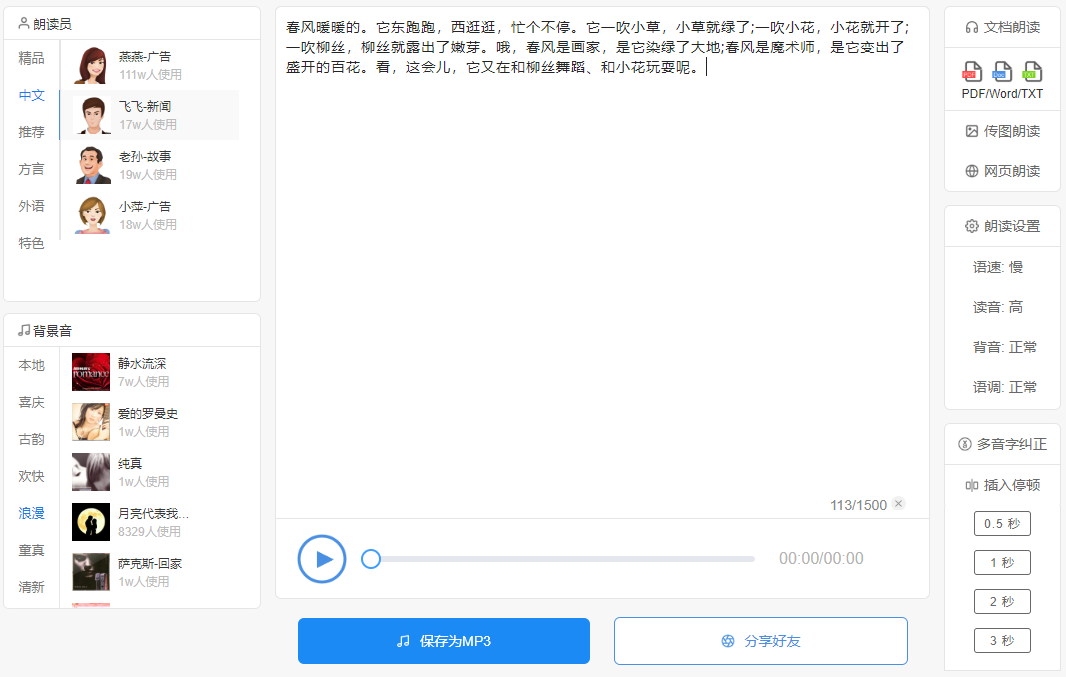 朗读员
精品
中文
推荐
方言
外语
特色
燕燕-广告
111w人使用
飞飞-新闻
17w人使用
老孙-故事
19w人使用
小萍-广告
18w人使用
背景音
本地
喜庆
古韵
欢快
浪漫
童真
清新
romance
静水流深
7w人使用
爱的罗曼史
1w人使用
纯真
1w人使用
月亮代表我...
8329人使用
萨克斯-回家
1w人使用
春风暖暖的。它东跑跑，西逛逛，忙个不停。它一吹小草，小草就绿了;一吹小花，小花就开了;
一吹柳丝，柳丝就露出了嫩芽。哦，春风是画家，是它染绿了大地;春风是魔术师，是它变出了
盛开的百花。看，这会儿，它又在和柳丝舞蹈、和小花玩耍呢。
113/1500
00:00/00:00
保存为MP3
分享好友
文档朗读
PDF
Doc
TXT
PDF/Word/TXT
传图朗读
网页朗读
朗读设置
语速: 慢
读音: 高
背音: 正常
语调: 正常
多音字纠正
插入停顿
0.5 秒
1 秒
2 秒
3 秒